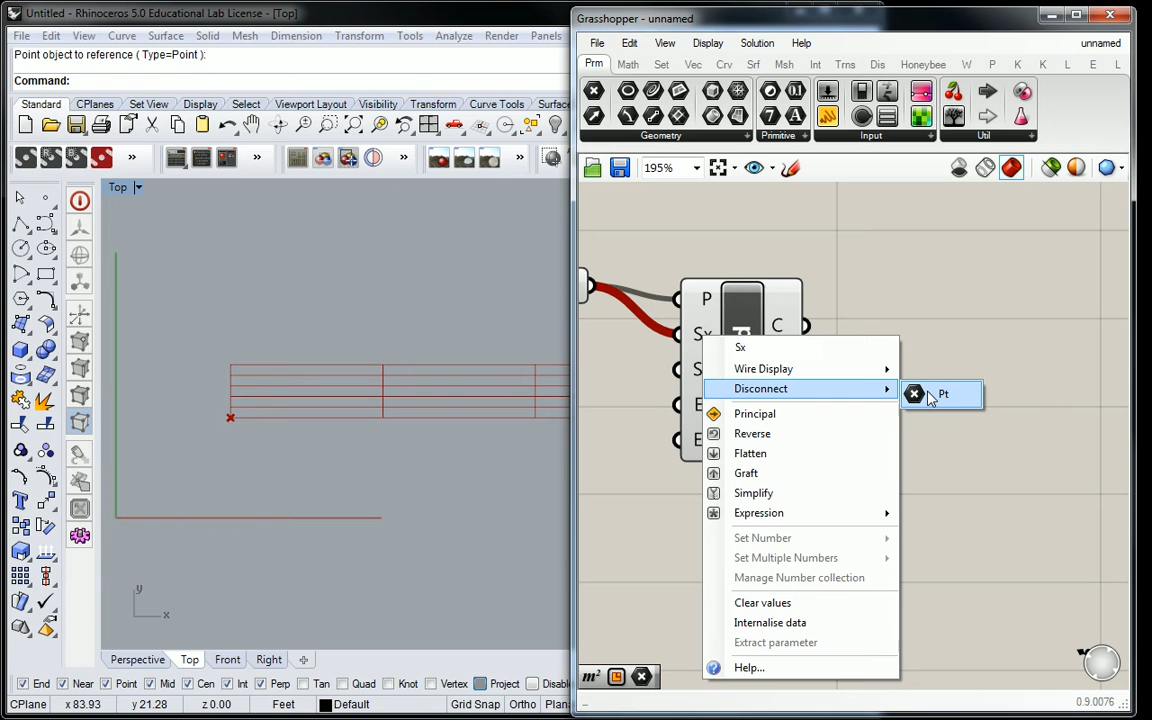 Untitled - Rhinoceros 5.0 Educational Lab License - [Top]
File Edit View Curve Surface Solid Mesh Dimension Transform Tools Analyze Render Panels
Point object to reference ( Type=Point ):
Command:
Standard CPlanes Set View Display Select Viewport Layout Visibility Transform Curve Tools Surfac
Top
y
x
Perspective Top Front Right
End Near Point Mid Cen Int Perp Tan Quad Knot Vertex Project Disable
CPlane x 83.93 y 21.28 z 0.00 Feet Default Grid Snap Ortho Plana
Grasshopper - unnamed
File Edit View Display Solution Help unnamed
Prm Math Set Vec Crv Srf Msh Int Trns Dis Honeybee W P K K L E L
Geometry Primitive Input Util
195%
P
Sx
C
S
E
E
Sx
Wire Display
Disconnect
Pt
Principal
Reverse
Flatten
Graft
Simplify
Expression
Set Number
Set Multiple Numbers
Manage Number collection
Clear values
Internalise data
Extract parameter
Help...
m²
0.9.0076